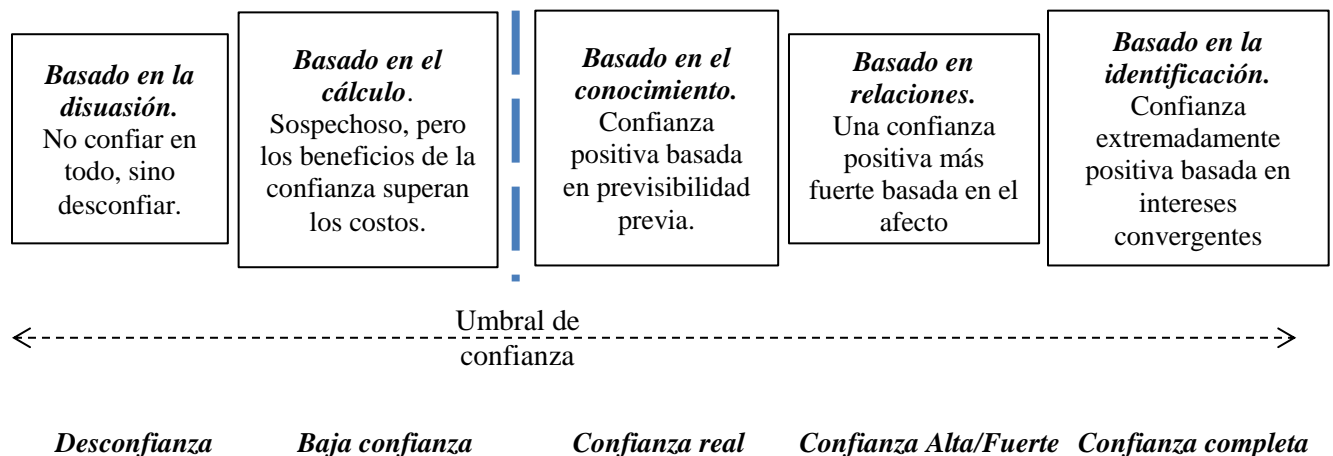 Basado en la
disuasión.
No confiar en
todo, sino
desconfiar.
Basado en el
cálculo.
Sospechoso, pero
los beneficios de la
confianza superan
los costos.
Basado en el
conocimiento.
Confianza
positiva basada
en previsibilidad
previa.
Basado en
relaciones.
Una confianza
positiva más
fuerte basada en el
afecto
Basado en la
identificación.
Confianza
extremadamente
positiva basada en
intereses
convergentes
Umbral de
confianza
Desconfianza
Baja confianza
Confianza real
Confianza Alta/Fuerte
Confianza completa